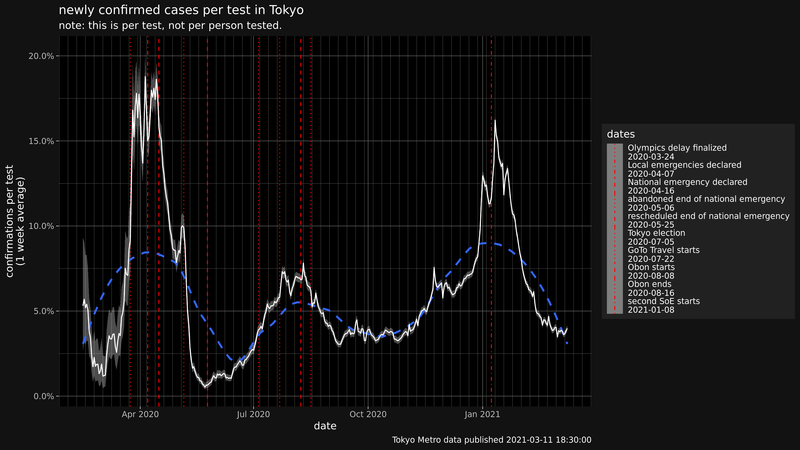 newly confirmed cases per test in Tokyo
note: this is per test, not per person tested.
20.0%
15.0%
10.0%
5.0%
0.0%
confirmations per test
(1 week average)
Apr 2020
Jul 2020
Oct 2020
Jan 2021
date
Tokyo Metro data published 2021-03-11 18:30:00
dates
Olympics delay finalized
2020-03-24
Local emergencies declared
2020-04-07
National emergency declared
2020-04-16
abandoned end of national emergency
2020-05-06
rescheduled end of national emergency
2020-05-25
Tokyo election
2020-07-05
GoTo Travel starts
2020-07-22
Obon starts
2020-08-08
Obon ends
2020-08-16
second SoE starts
2021-01-08